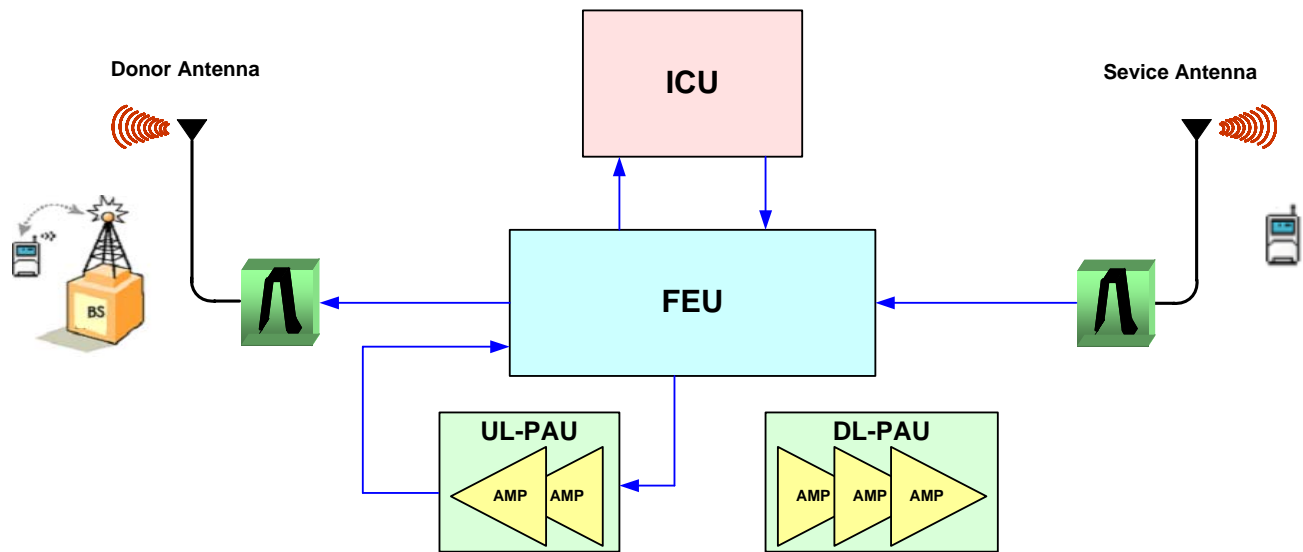 Donor Antenna
ICU
Sevice Antenna
BS
FEU
UL-PAU
AMP
AMP
DL-PAU
AMP
AMP
AMP